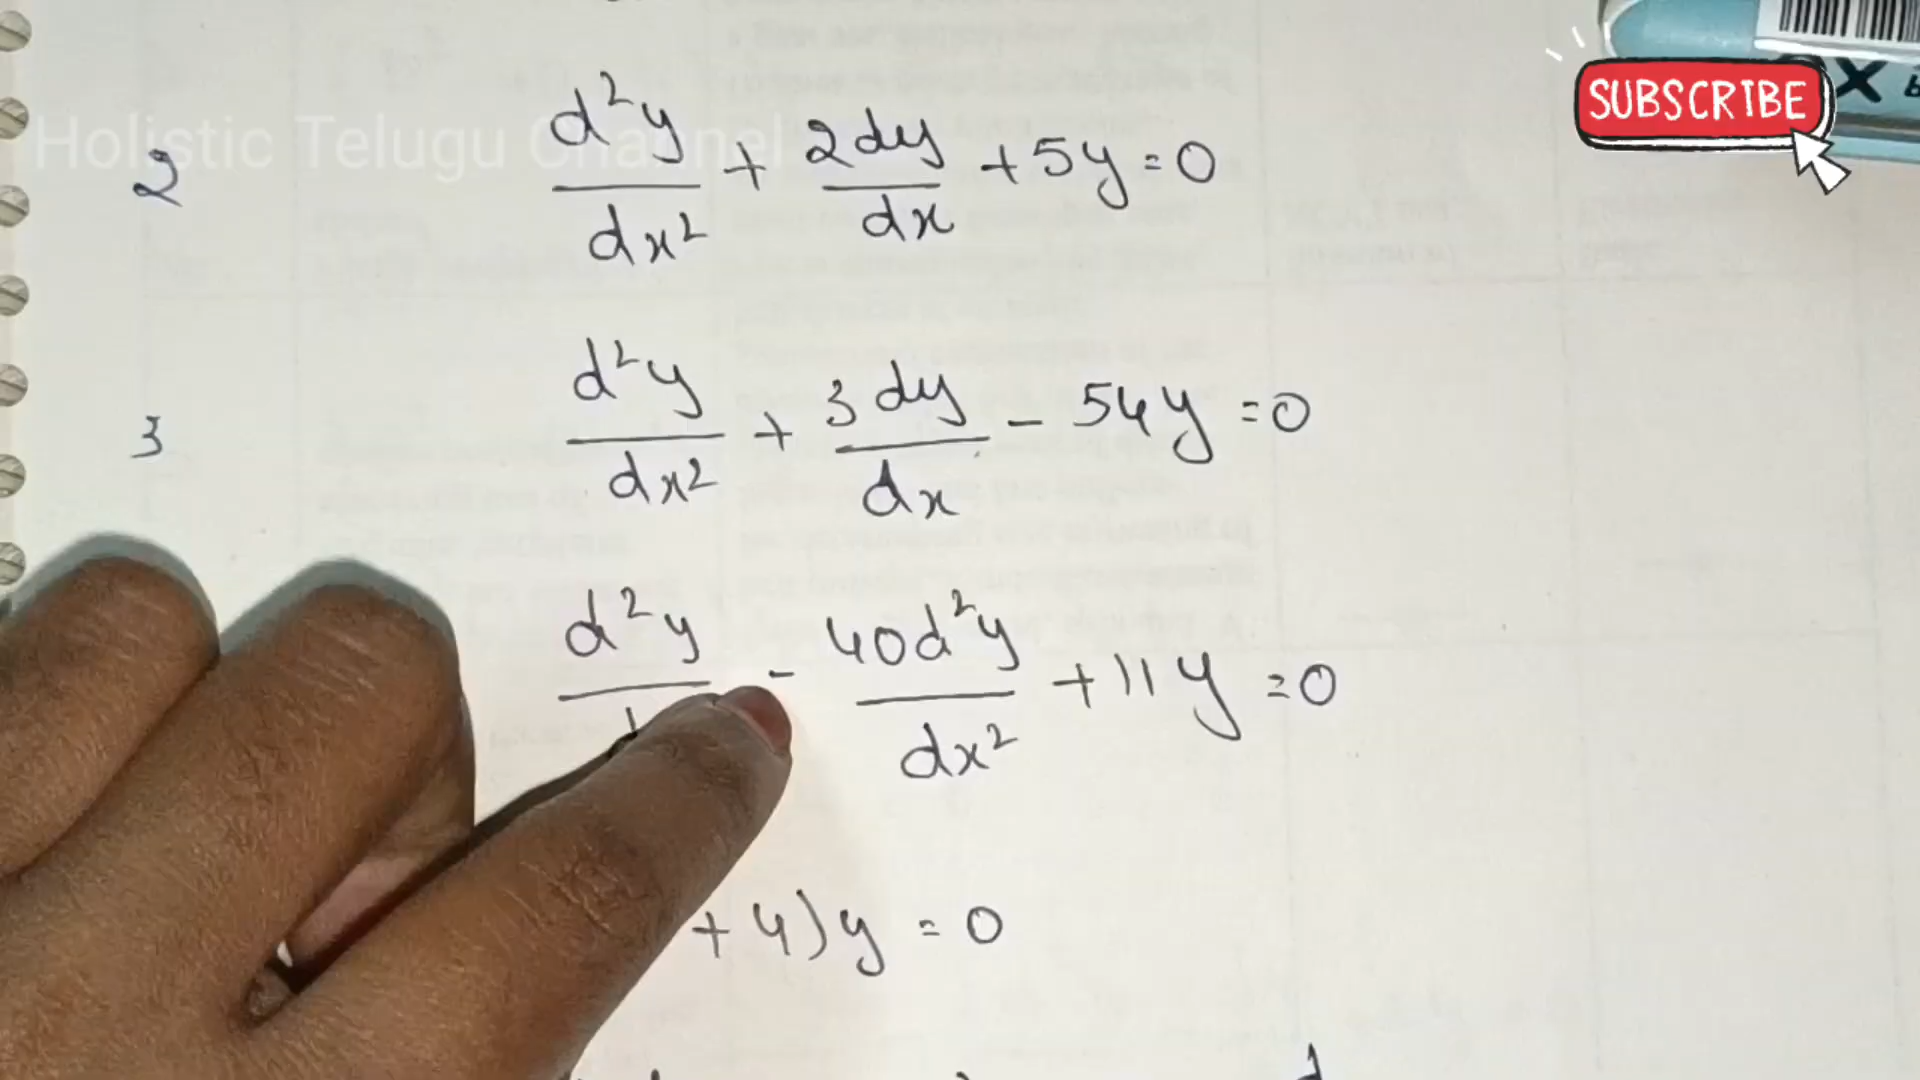 Holistic Telugu Channel
SUBSCRIBE
2 d²y/dx² + 2dy/dx + 5y = 0
3 d²y/dx² + 3dy/dx - 54y = 0
d²y - 40d²y/dx² + 11y = 0
+ 4)y = 0